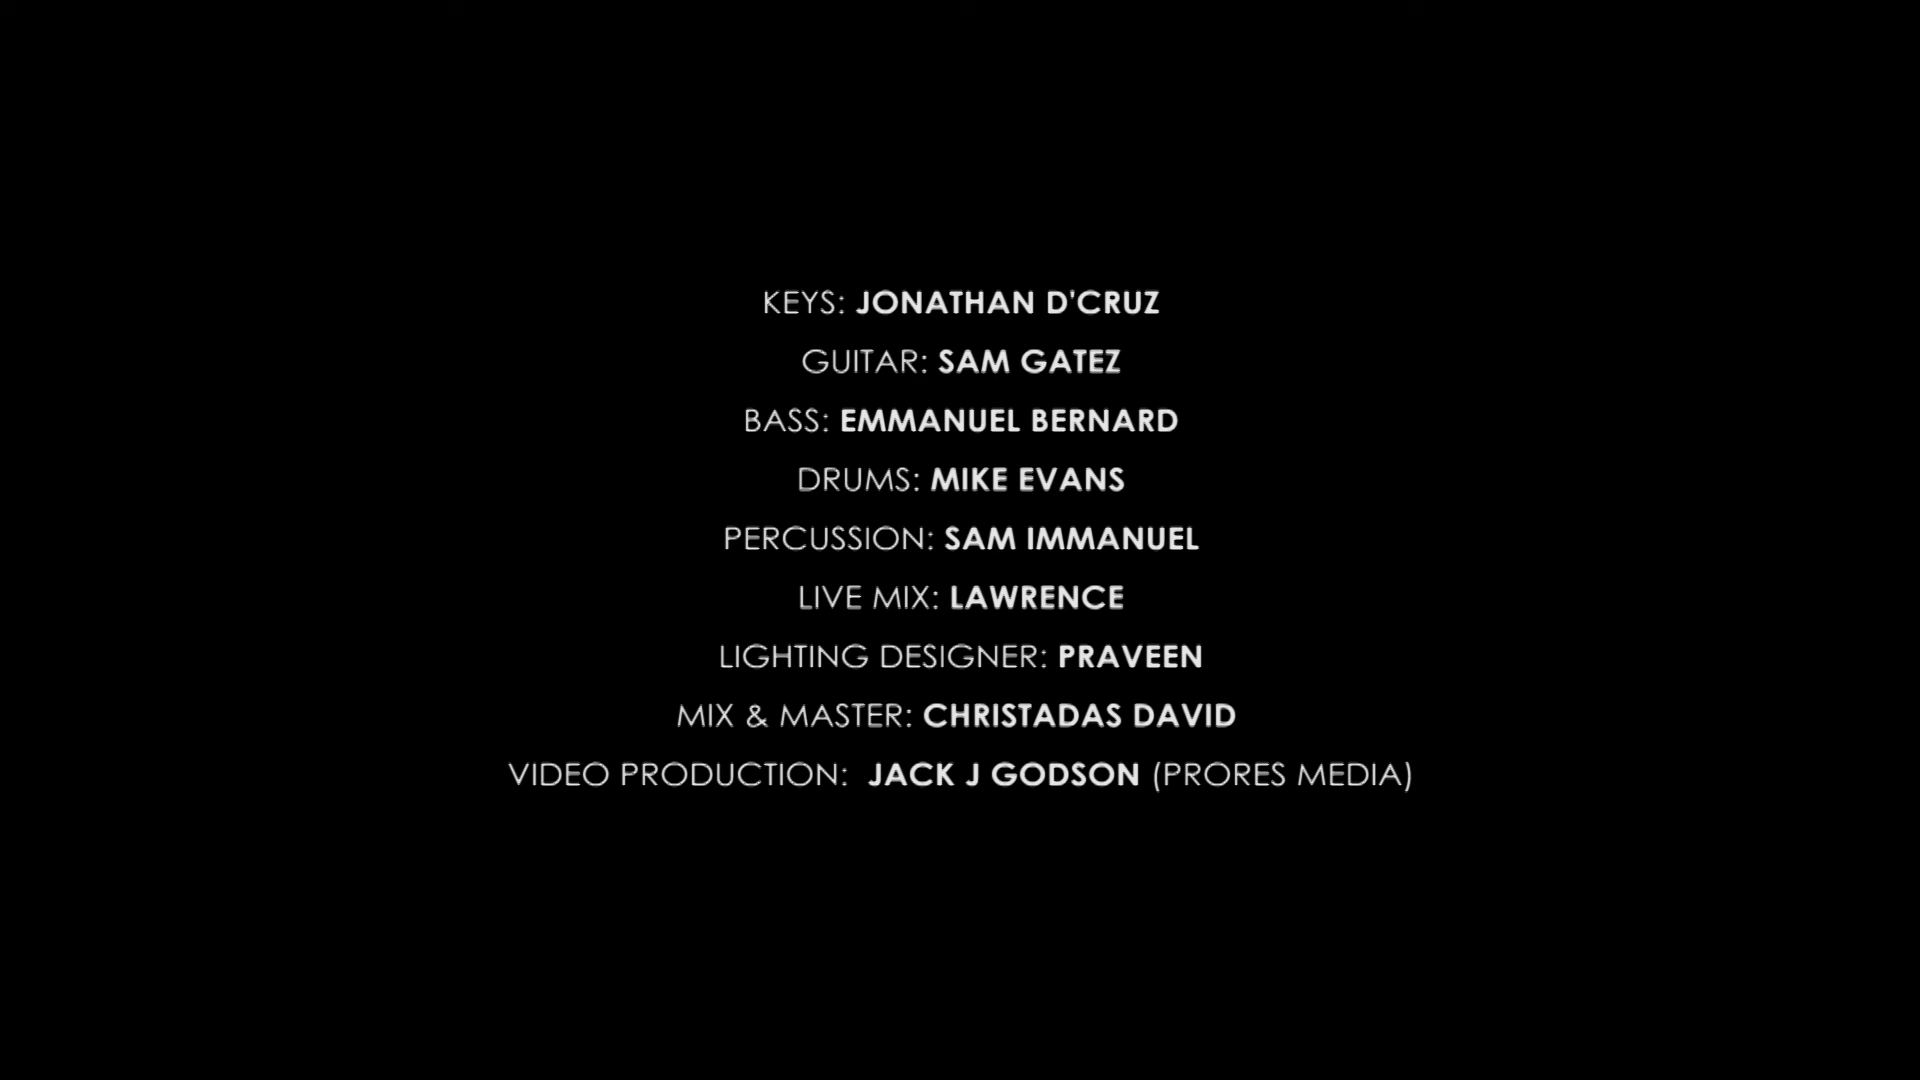 KEYS: JONATHAN D'CRUZ
GUITAR: SAM GATEZ
BASS: EMMANUEL BERNARD
DRUMS: MIKE EVANS
PERCUSSION: SAM IMMANUEL
LIVE MIX: LAWRENCE
LIGHTING DESIGNER: PRAVEEN
MIX & MASTER: CHRISTADAS DAVID
VIDEO PRODUCTION: JACK J GODSON (PRORES MEDIA)